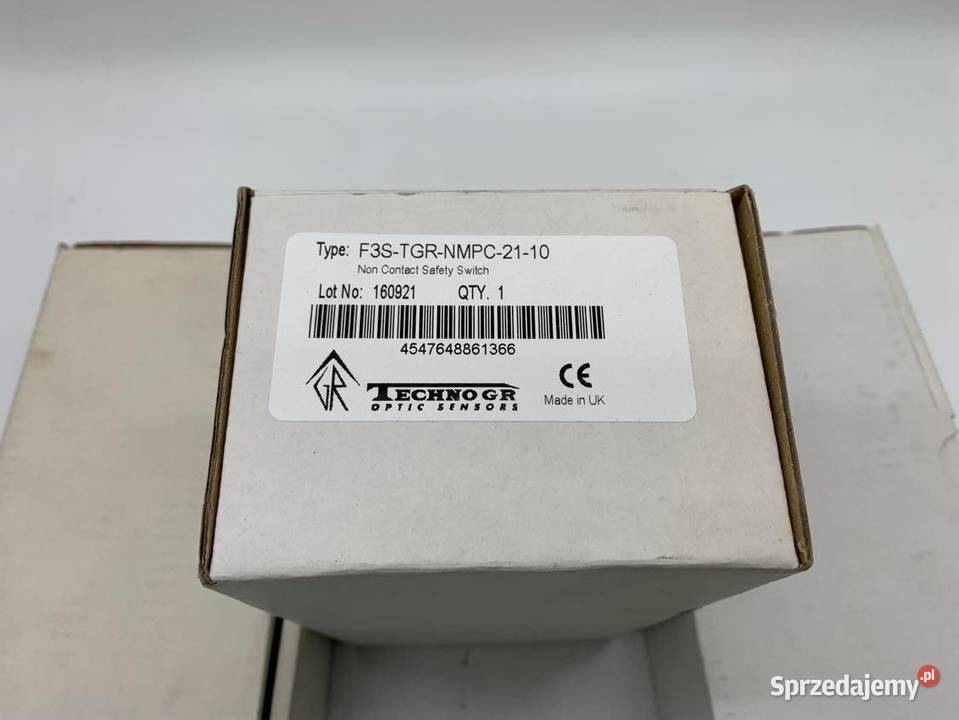 Type: F3S-TGR-NMPC-21-10
Non Contact Safety Switch
Lot No: 160921 QTY. 1
4547648861366
GR
TECHNO GR
OPTIC SENSORS
CE
Made in UK
Sprzedajemy.pl